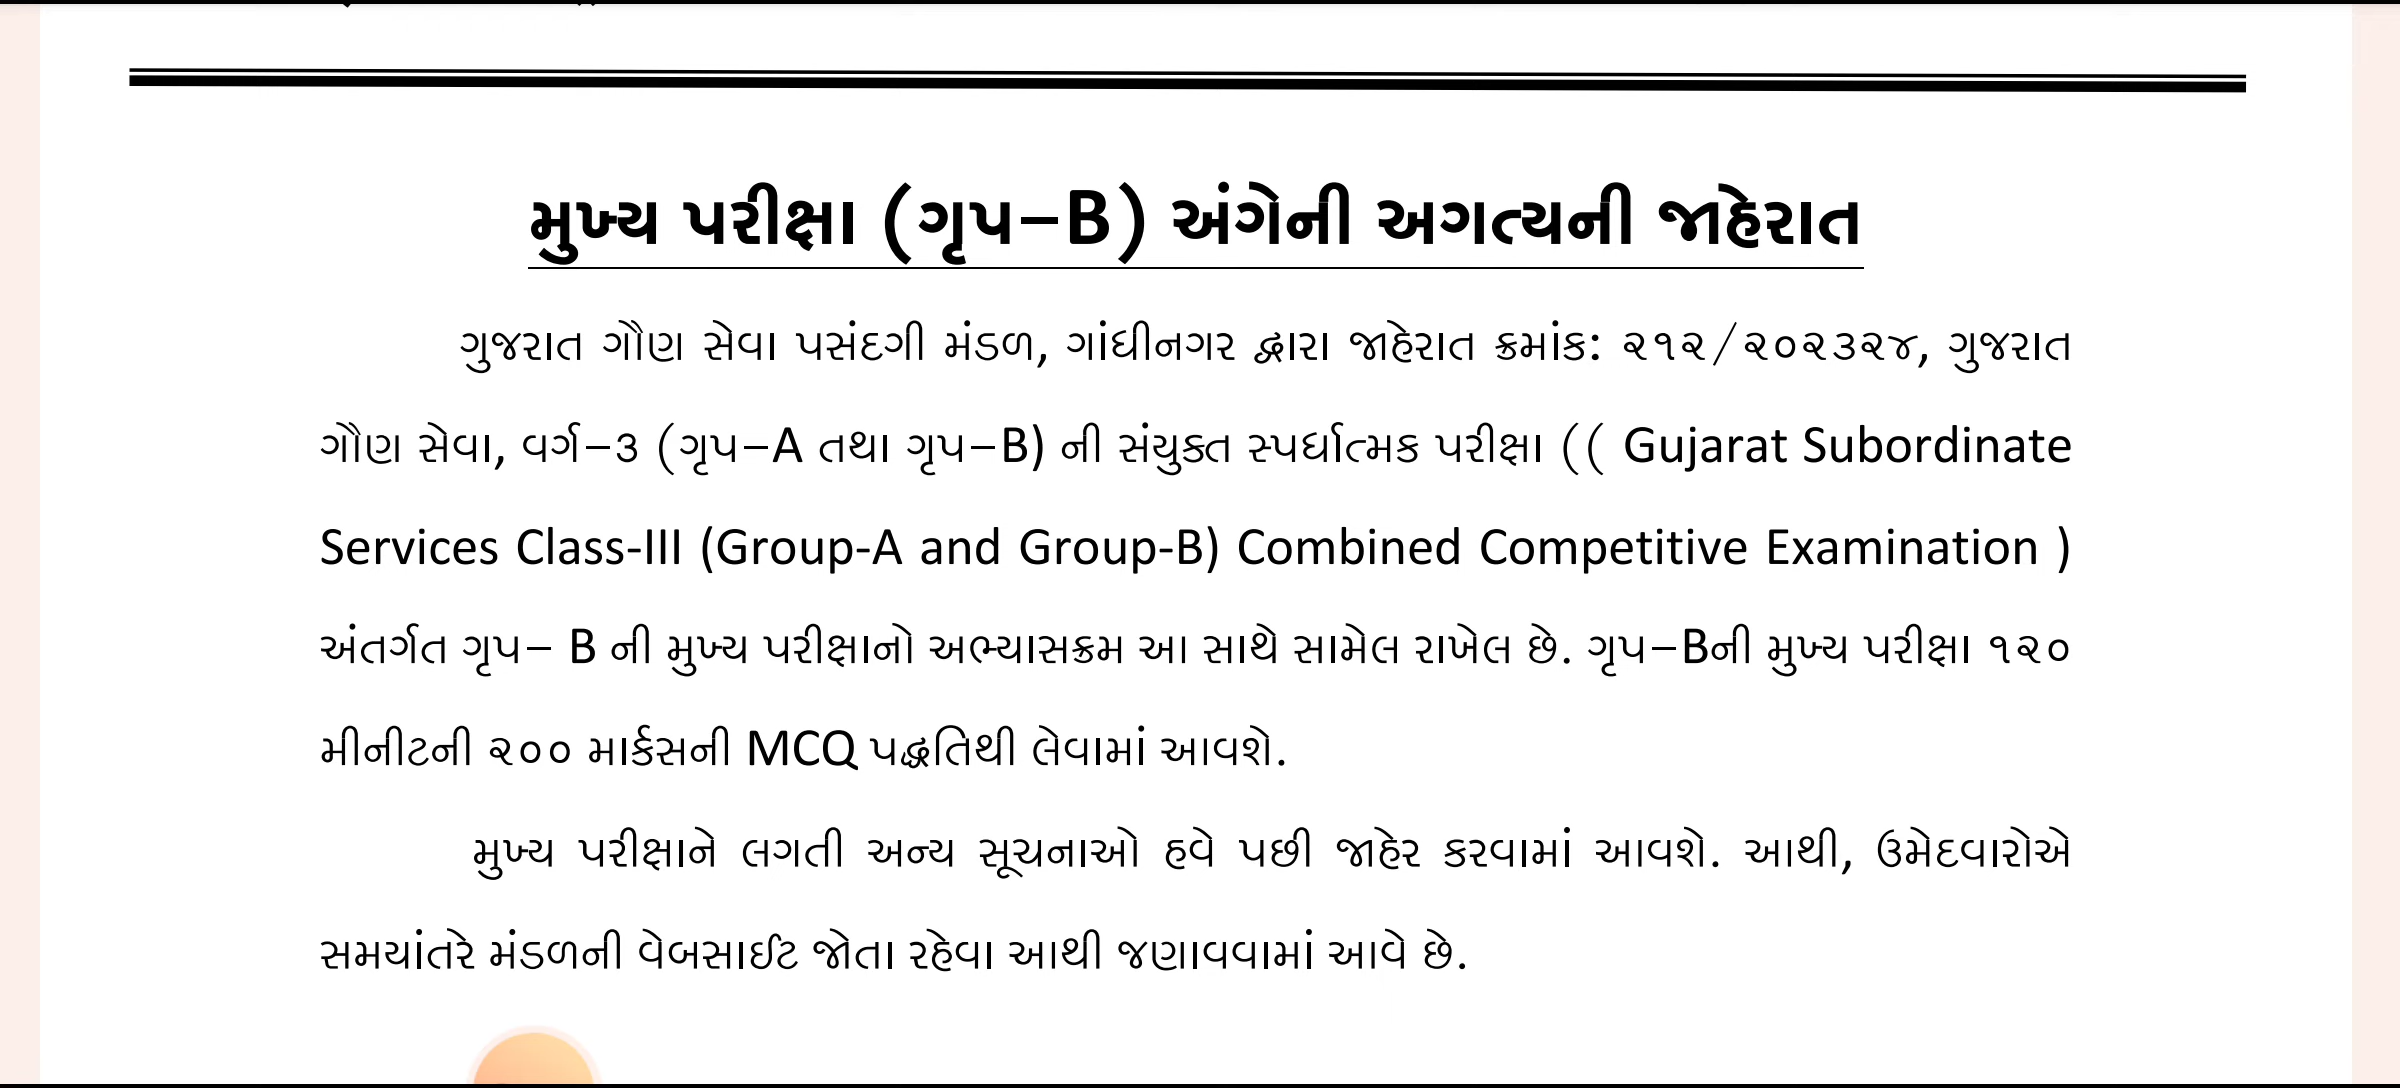 મુખ્ય પરીક્ષા (ગૃપ–B) અંગેની અગત્યની જાહેરાત
ગુજરાત ગૌણ સેવા પસંદગી મંડળ, ગાંધીનગર દ્વારા જાહેરાત ક્રમાંક: ૨૧૨/૨૦૨૩૨૪, ગુજરાત
ગૌણ સેવા, વર્ગ–૩ (ગૃપ–A તથા ગૃપ–B) ની સંયુક્ત સ્પર્ધાત્મક પરીક્ષા (( Gujarat Subordinate
Services Class-III (Group-A and Group-B) Combined Competitive Examination )
અંતર્ગત ગૃપ– B ની મુખ્ય પરીક્ષાનો અભ્યાસક્રમ આ સાથે સામેલ રાખેલ છે. ગૃપ–Bની મુખ્ય પરીક્ષા ૧૨૦
મીનીટની ૨૦૦ માર્કસની MCQ પદ્ધતિથી લેવામાં આવશે.
મુખ્ય પરીક્ષાને લગતી અન્ય સૂચનાઓ હવે પછી જાહેર કરવામાં આવશે. આથી, ઉમેદવારોએ
સમયાંતરે મંડળની વેબસાઈટ જોતા રહેવા આથી જણાવવામાં આવે છે.